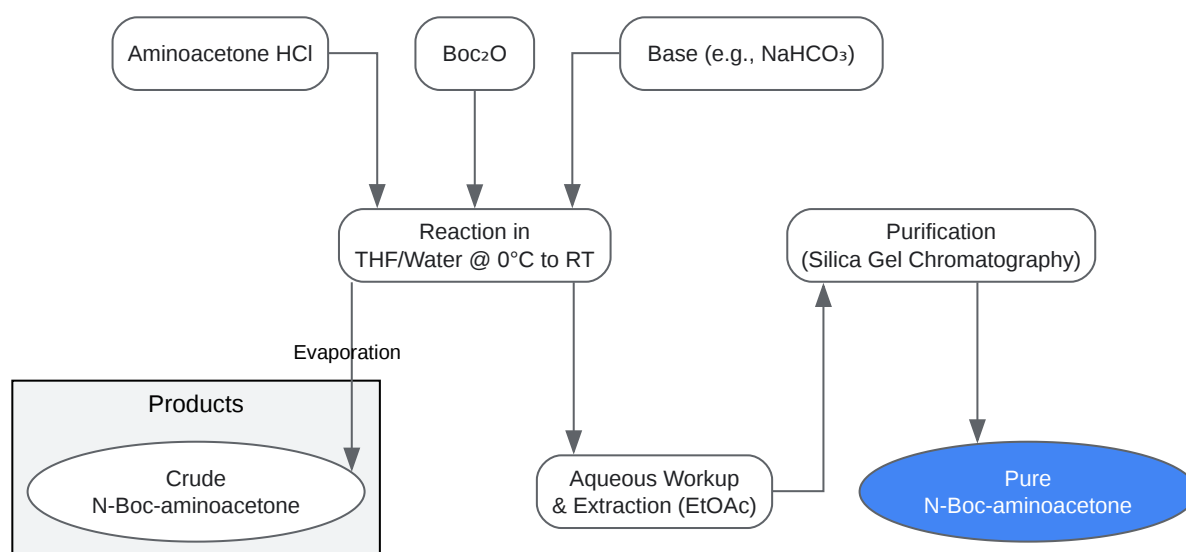 Aminoacetone HCl
Boc₂O
Base (e.g., NaHCO₃)
Reaction in
THF/Water @ 0°C to RT
Purification
(Silica Gel Chromatography)
Evaporation
Products
Crude
N-Boc-aminoacetone
Aqueous Workup
& Extraction (EtOAc)
Pure
N-Boc-aminoacetone